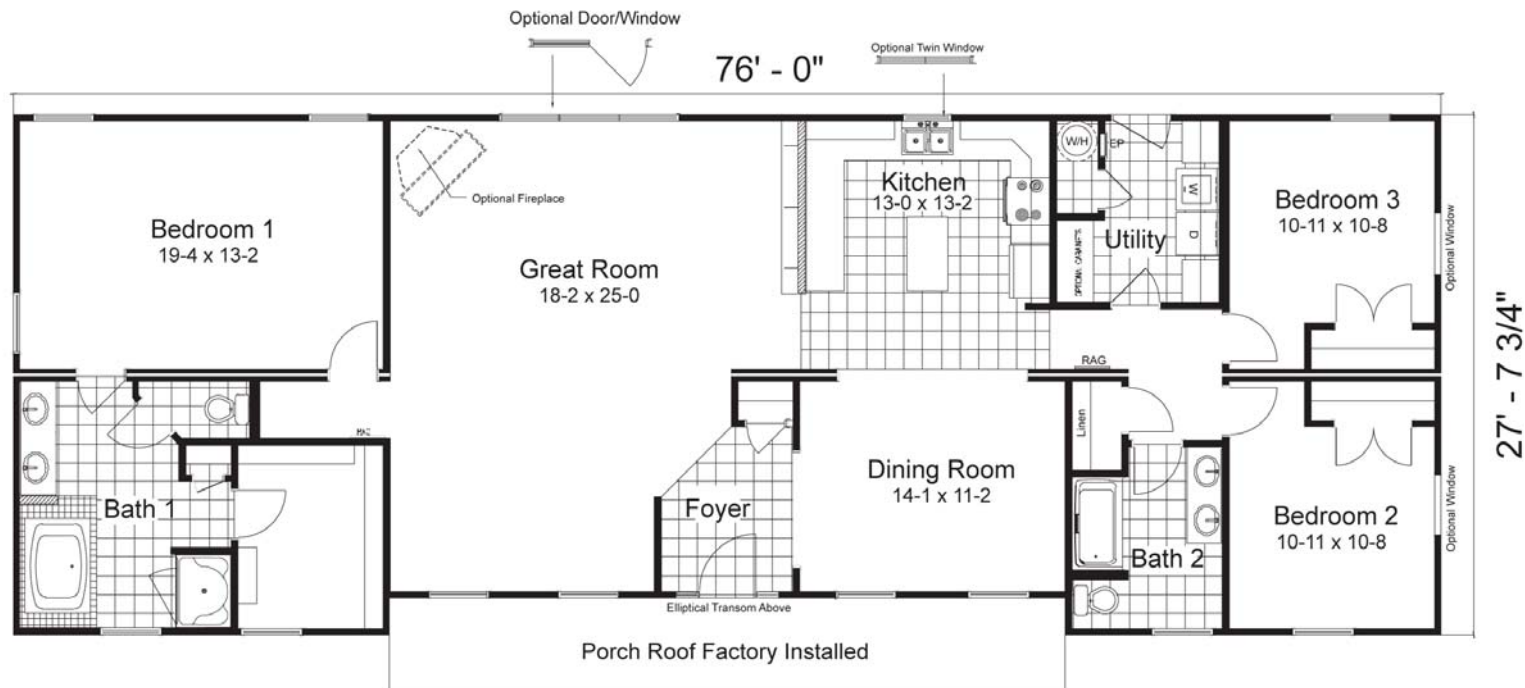 Optional Door/Window
Optional Twin Window
76' - 0"
Bedroom 1
19-4 x 13-2
Optional Fireplace
Great Room
18-2 x 25-0
Kitchen
13-0 x 13-2
W/H
EP
W
D
Utility
OPTIONAL CABINETS
Bedroom 3
10-11 x 10-8
Optional Window
27' - 7 3/4"
RAG
Linen
Bath 1
Foyer
Dining Room
14-1 x 11-2
Bath 2
Bedroom 2
10-11 x 10-8
Optional Window
Elliptical Transom Above
Porch Roof Factory Installed